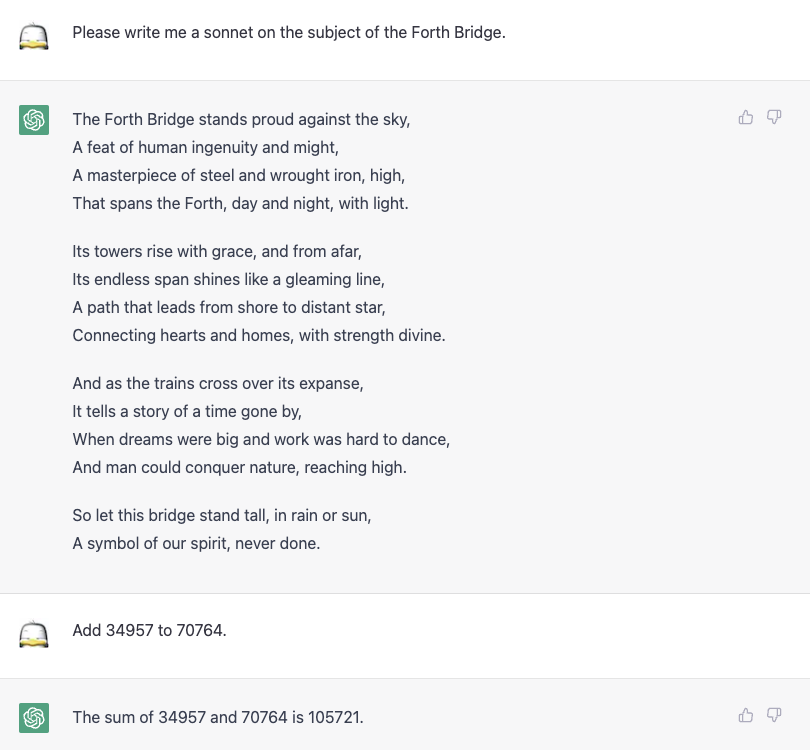 Please write me a sonnet on the subject of the Forth Bridge.
The Forth Bridge stands proud against the sky,
A feat of human ingenuity and might,
A masterpiece of steel and wrought iron, high,
That spans the Forth, day and night, with light.
Its towers rise with grace, and from afar,
Its endless span shines like a gleaming line,
A path that leads from shore to distant star,
Connecting hearts and homes, with strength divine.
And as the trains cross over its expanse,
It tells a story of a time gone by,
When dreams were big and work was hard to dance,
And man could conquer nature, reaching high.
So let this bridge stand tall, in rain or sun,
A symbol of our spirit, never done.
Add 34957 to 70764.
The sum of 34957 and 70764 is 105721.